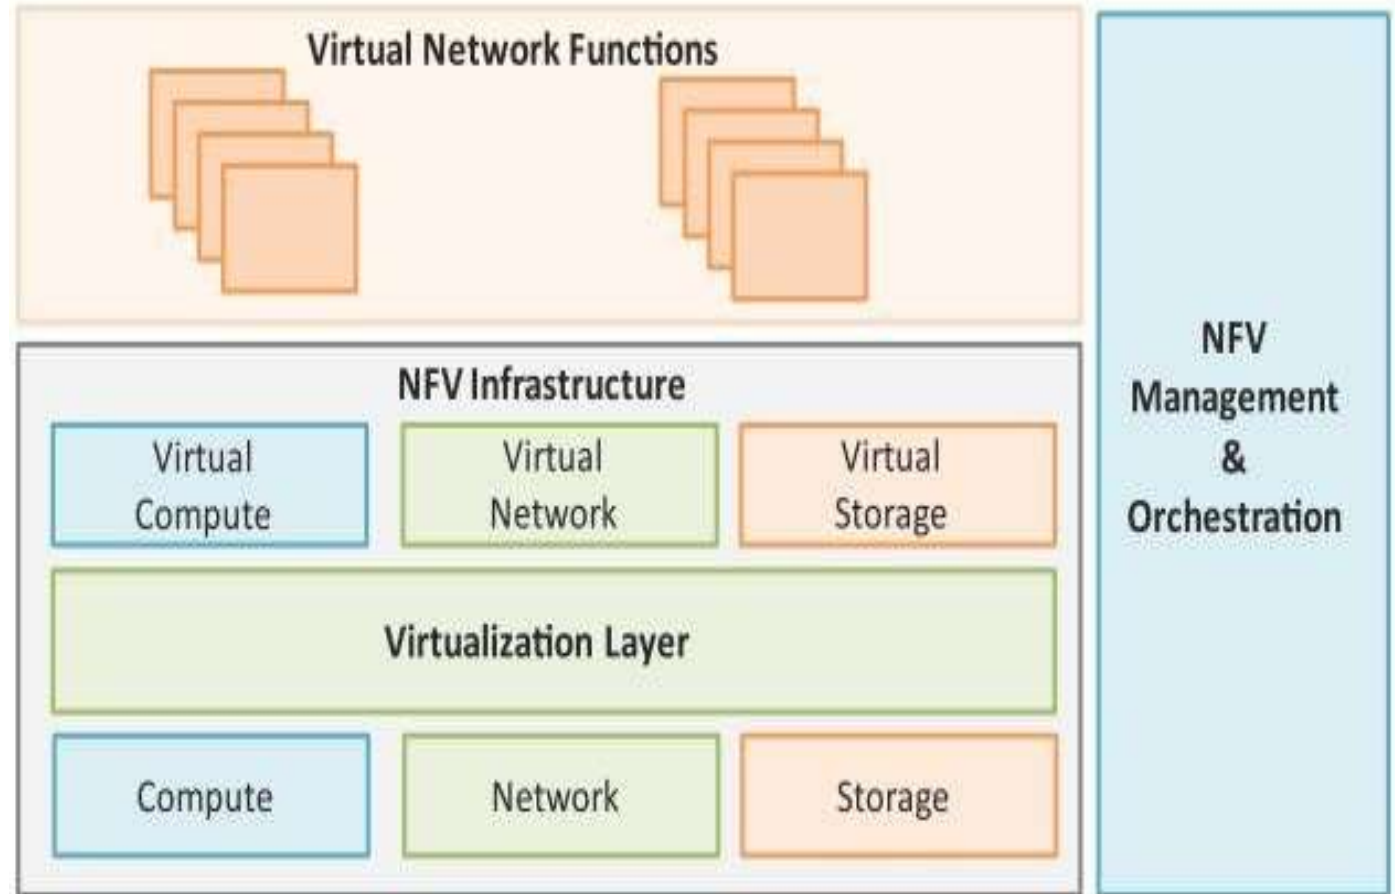 Virtual Network Functions
NFV Infrastructure
Virtual
Compute
Virtual
Network
Virtual
Storage
Virtualization Layer
Compute
Network
Storage
NFV
Management
&
Orchestration